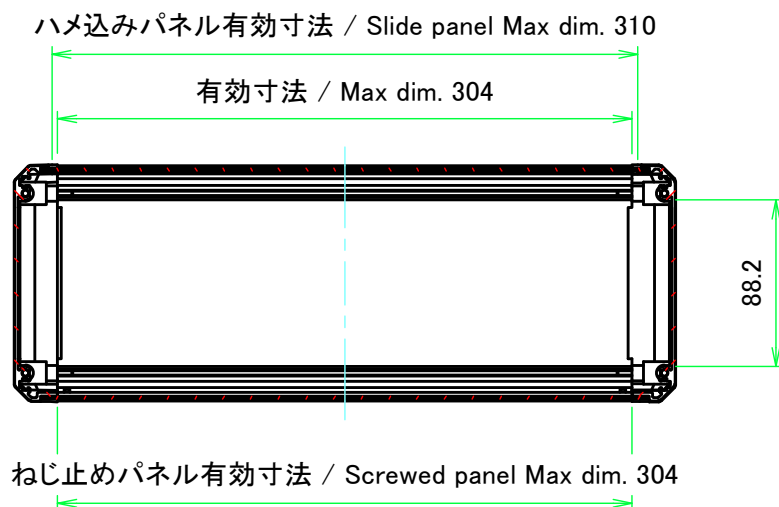 ハメ込みパネル有効寸法 / Slide panel Max dim. 310
有効寸法 / Max dim. 304
88.2
ねじ止めパネル有効寸法 / Screwed panel Max dim. 304